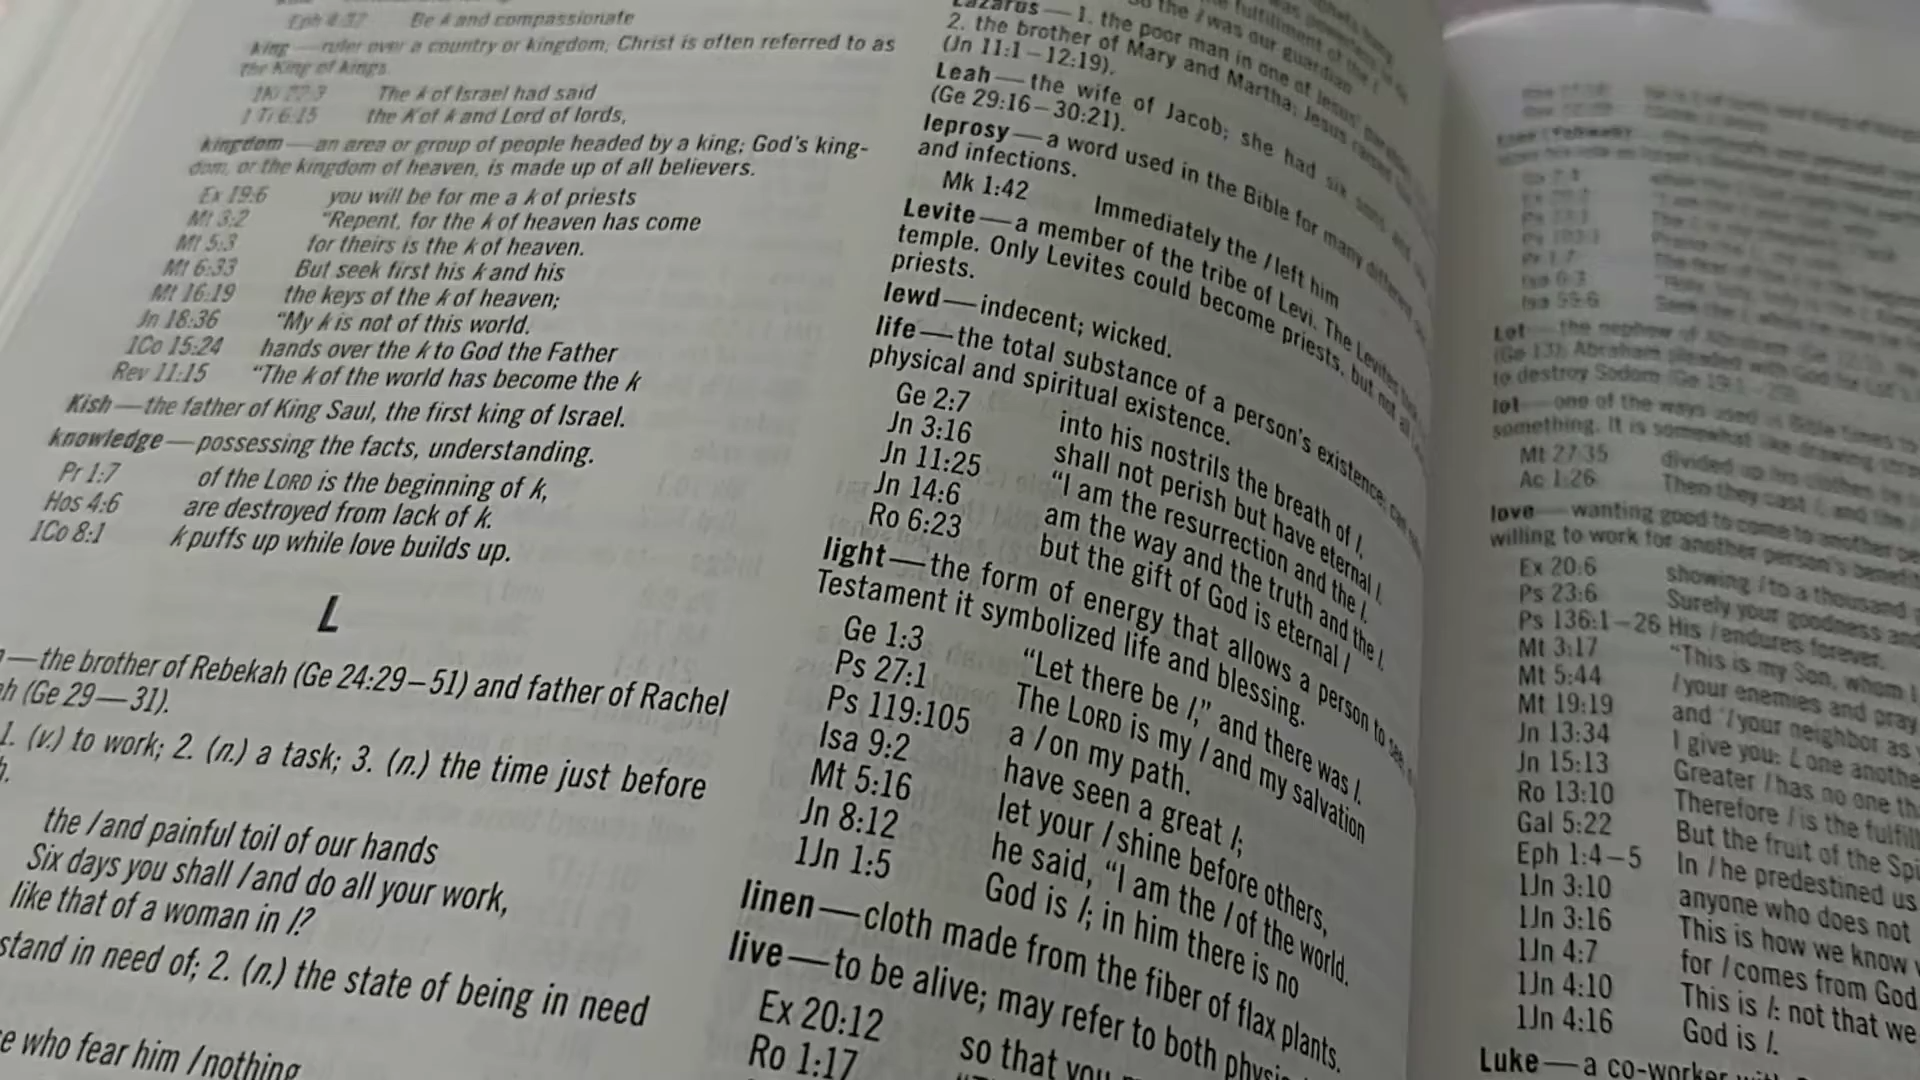 Eph 4:32 Be k and compassionate
king — ruler over a country or kingdom; Christ is often referred to as
the King of kings.
The k of Israel had said
1 Ti 6:15 the K of k and Lord of lords,
kingdom — an area or group of people headed by a king; God's king-
dom, or the kingdom of heaven, is made up of all believers.
Ex 19:6 you will be for me a k of priests
Mt 3:2 “Repent, for the k of heaven has come
Mt 5:3 for theirs is the k of heaven.
Mt 6:33 But seek first his k and his
Mt 16:19 the keys of the k of heaven;
Jn 18:36 “My k is not of this world.
1Co 15:24 hands over the k to God the Father
Rev 11:15 “The k of the world has become the k
Kish — the father of King Saul, the first king of Israel.
knowledge — possessing the facts, understanding.
Pr 1:7 of the LORD is the beginning of k,
Hos 4:6 are destroyed from lack of k.
1Co 8:1 k puffs up while love builds up.
L
— the brother of Rebekah (Ge 24:29–51) and father of Rachel
(Ge 29—31).
1. (v.) to work; 2. (n.) a task; 3. (n.) the time just before
the l and painful toil of our hands
Six days you shall l and do all your work,
like that of a woman in l?
stand in need of; 2. (n.) the state of being in need
who fear him l nothing
Lazarus — 1. the poor man in one of Jesus'
2. the brother of Mary and Martha; Jesus raised
(Jn 11:1–12:19).
Leah — the wife of Jacob; she had six sons and
(Ge 29:16–30:21).
leprosy — a word used in the Bible for many different
and infections.
Mk 1:42 Immediately the l left him
Levite — a member of the tribe of Levi. The Levites
temple. Only Levites could become priests, but not all
priests.
lewd — indecent; wicked.
life — the total substance of a person's existence;
physical and spiritual existence.
Ge 2:7 into his nostrils the breath of l,
Jn 3:16 shall not perish but have eternal l.
Jn 11:25 “I am the resurrection and the l.
Jn 14:6 am the way and the truth and the l.
Ro 6:23 but the gift of God is eternal l
light — the form of energy that allows a person to see
Testament it symbolized life and blessing.
Ge 1:3 “Let there be l,” and there was l.
Ps 27:1 The LORD is my l and my salvation
Ps 119:105 a l on my path.
Isa 9:2 have seen a great l;
Mt 5:16 let your l shine before others,
Jn 8:12 he said, “I am the l of the world.
1Jn 1:5 God is l; in him there is no
linen — cloth made from the fiber of flax plants.
live — to be alive; may refer to both
Ex 20:12 so that you
Ro 1:17
Lot — the nephew of
(Ge 13). Abraham pleaded with God for Lot's
to destroy Sodom
lot — one of the ways used in Bible times to
something. It is somewhat like drawing
Mt 27:35 divided up his clothes by
Ac 1:26 Then they cast l, and the
love — wanting good to come to another
willing to work for another person's benefit
Ex 20:6 showing l to a thousand
Ps 23:6 Surely your goodness and
Ps 136:1–26 His l endures forever.
Mt 3:17 “This is my Son, whom I
Mt 5:44 l your enemies and pray
Mt 19:19 and ‘l your neighbor as
Jn 13:34 I give you: L one another
Jn 15:13 Greater l has no one
Ro 13:10 Therefore l is the
Gal 5:22 But the fruit of the
Eph 1:4–5 In l he predestined us
1Jn 3:10 anyone who does not
1Jn 3:16 This is how we know
1Jn 4:7 for l comes from God
1Jn 4:10 This is l: not that we
1Jn 4:16 God is l.
Luke — a co-worker